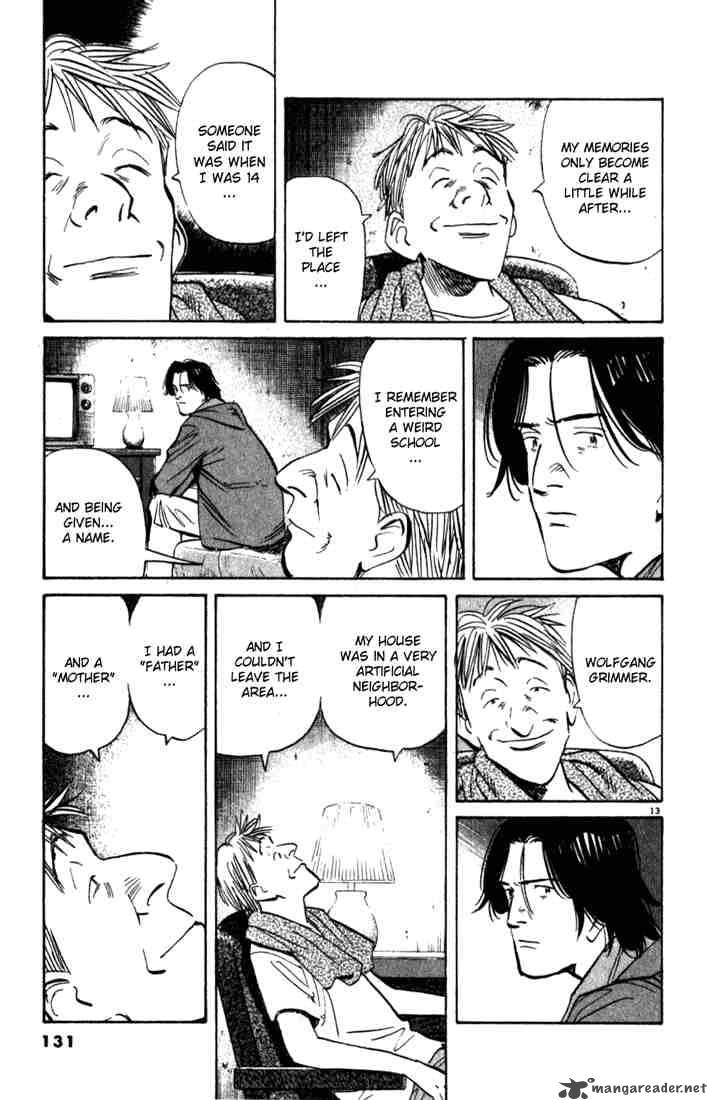 MY MEMORIES
ONLY BECOME
CLEAR A
LITTLE WHILE
AFTER...
I'D LEFT
THE
PLACE
...
SOMEONE
SAID IT
WAS WHEN
I WAS 14
...
I REMEMBER
ENTERING
A WEIRD
SCHOOL
...
AND BEING
GIVEN...
A NAME.
WOLFGANG
GRIMMER.
13
MY HOUSE
WAS IN A VERY
ARTIFICIAL
NEIGHBOR-
HOOD.
AND I
COULDN'T
LEAVE THE
AREA...
I HAD A
"FATHER"
...
AND A
"MOTHER"
...
131
mangareader.net